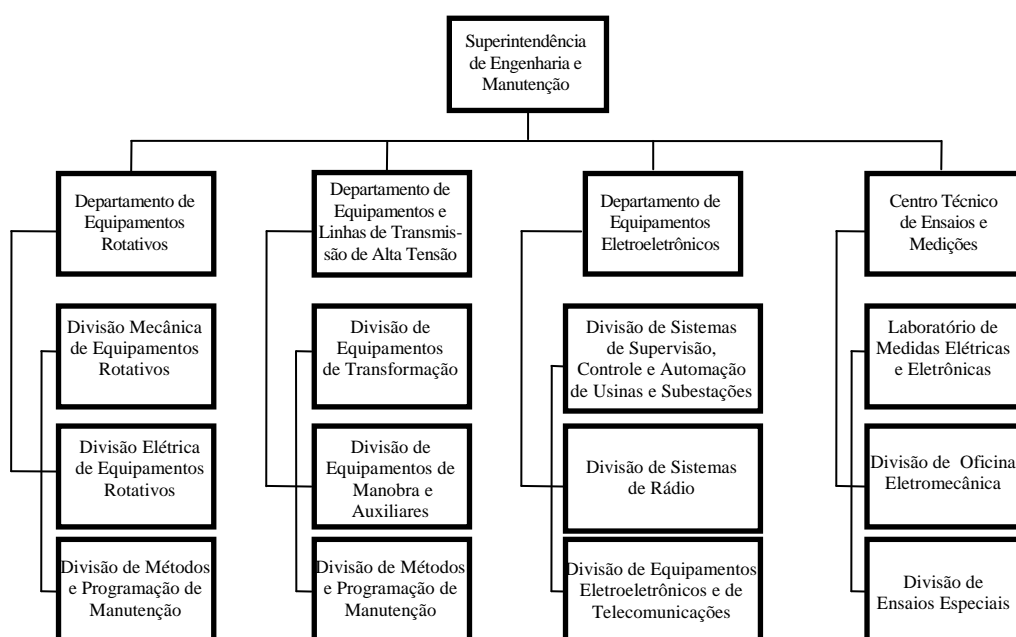 Superintendência
de Engenharia e
Manutenção
Departamento de
Equipamentos
Rotativos
Departamento de
Equipamentos e
Linhas de Transmis-
são de Alta Tensão
Departamento de
Equipamentos
Eletroeletrônicos
Centro Técnico
de Ensaios e
Medições
Divisão Mecânica
de Equipamentos
Rotativos
Divisão de
Equipamentos
de Transformação
Divisão de Sistemas
de Supervisão,
Controle e Automação
de Usinas e Subestações
Laboratório de
Medidas Elétricas
e Eletrônicas
Divisão Elétrica
de Equipamentos
Rotativos
Divisão de
Equipamentos de
Manobra e
Auxiliares
Divisão de Sistemas
de Rádio
Divisão de Oficina
Eletromecânica
Divisão de Métodos
e Programação de
Manutenção
Divisão de Métodos
e Programação de
Manutenção
Divisão de Equipamentos
Eletroeletrônicos e de
Telecomunicações
Divisão de
Ensaios Especiais